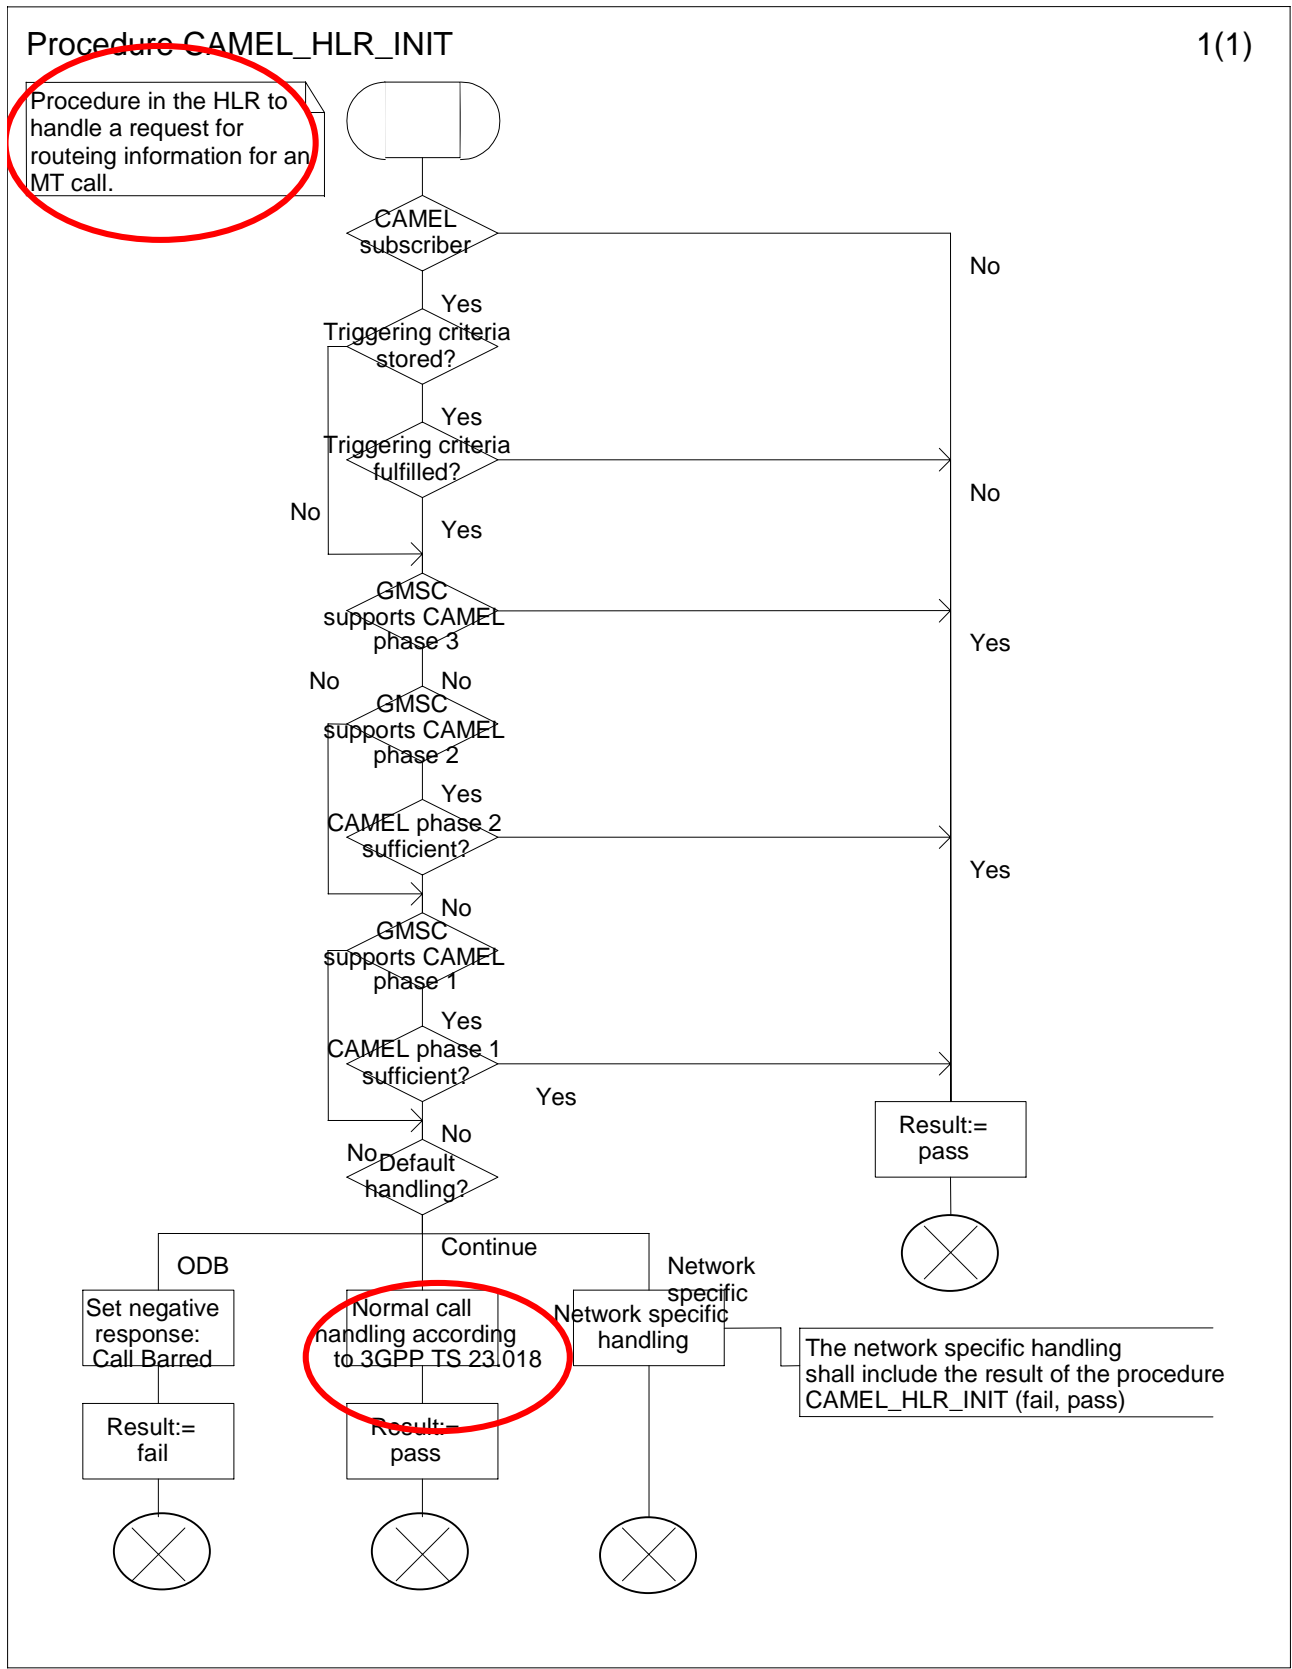 Procedure CAMEL_HLR_INIT
1(1)
Procedure in the HLR to
handle a request for
routeing information for an
MT call.
CAMEL
subscriber
No
Yes
Triggering criteria
stored?
Yes
Triggering criteria
fulfilled?
No
No
Yes
GMSC
supports CAMEL
phase 3
Yes
No
No
GMSC
supports CAMEL
phase 2
Yes
CAMEL phase 2
sufficient?
Yes
No
GMSC
supports CAMEL
phase 1
Yes
CAMEL phase 1
sufficient?
Yes
Result:=
pass
No
No
Default
handling?
ODB
Continue
Network
specific
Set negative
response:
Call Barred
Normal call
handling according
to 3GPP TS 23.018
Network specific
handling
The network specific handling
shall include the result of the procedure
CAMEL_HLR_INIT (fail, pass)
Result:=
fail
Result:=
pass